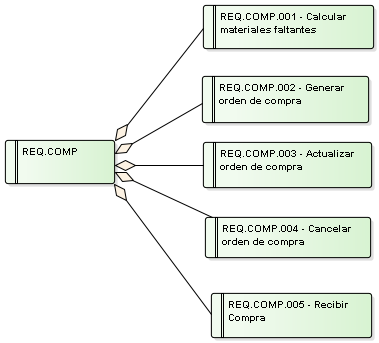 REQ.COMP.001 - Calcular
materiales faltantes
REQ.COMP.002 - Generar
orden de compra
REQ.COMP
REQ.COMP.003 - Actualizar
orden de compra
REQ.COMP.004 - Cancelar
orden de compra
REQ.COMP.005 - Recibir
Compra